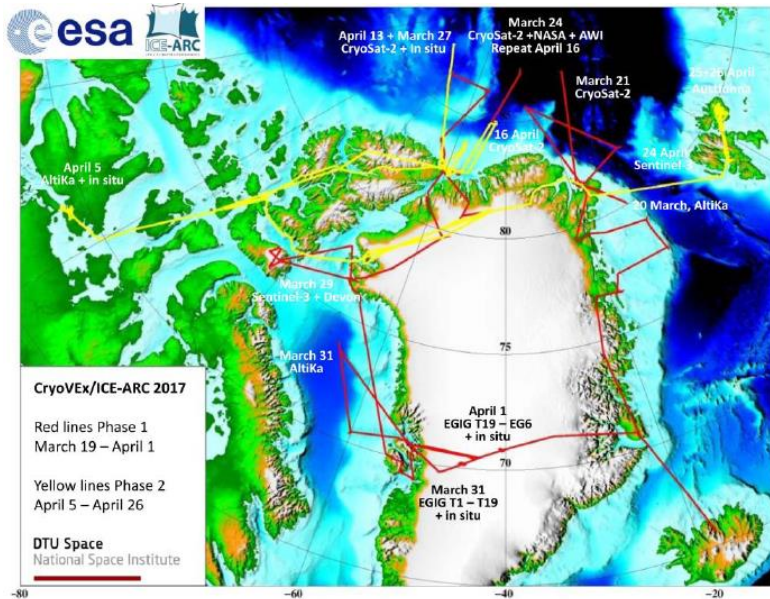 esa
ICE-ARC
April 13 + March 27
CryoSat-2 + In situ
March 24
CryoSat-2 +NASA + AWI
Repeat April 16
March 21
CryoSat-2
25+26 April
Austfonna
16 April
CryoSat-2
24 April
Sentinel-3
April 5
AltiKa + in situ
20 March, AltiKa
80
March 29
Sentinel-3 + Devon
March 31
AltiKa
75
CryoVEx/ICE-ARC 2017
Red lines Phase 1
March 19 – April 1
Yellow lines Phase 2
April 5 – April 26
DTU Space
National Space Institute
April 1
EGIG T19 – EG6
+ in situ
70
March 31
EGIG T1 – T19
+ in situ
-80
-60
-40
-20